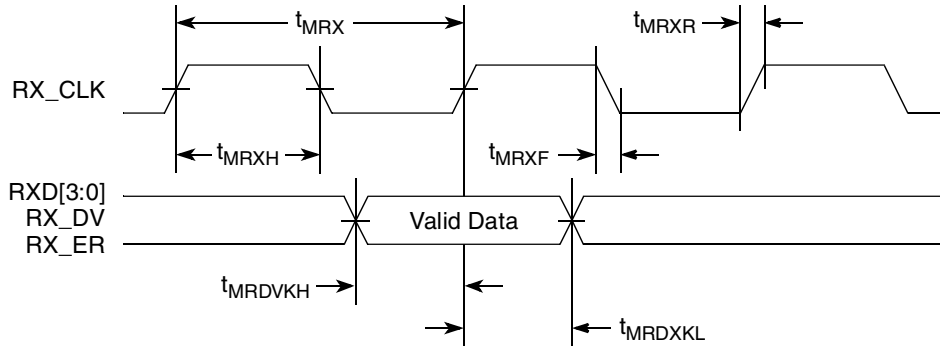 tMRX
tMRXR
RX_CLK
tMRXH
tMRXF
RXD[3:0]
RX_DV
Valid Data
RX_ER
tMRDVKH
tMRDXKL